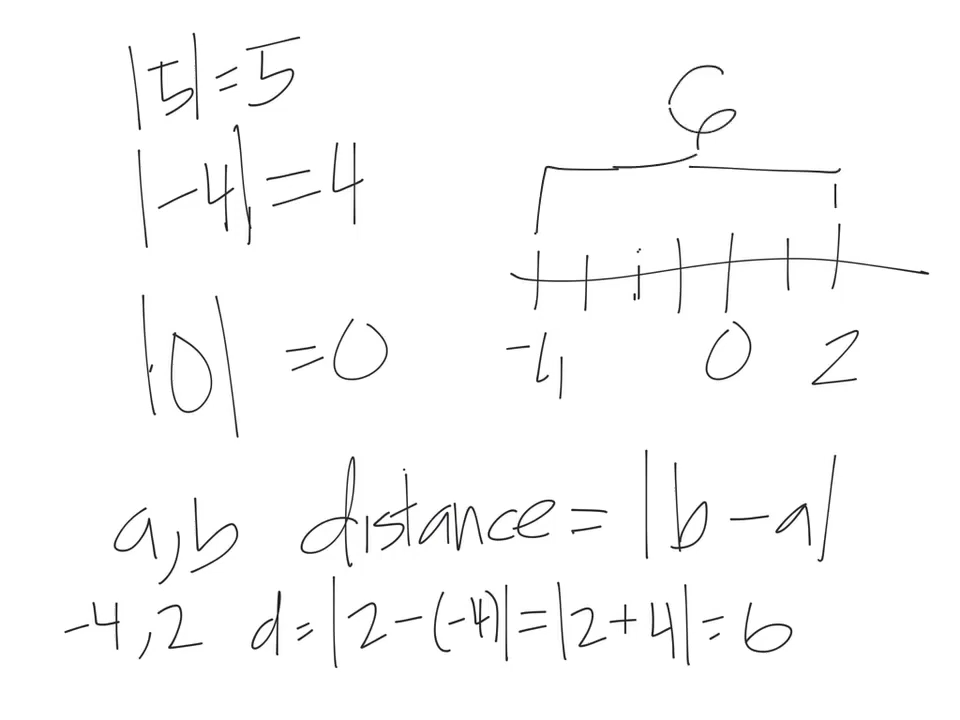 |5| = 5
|-4| = 4
|0| = 0
6
-4 0 2
a,b distance = |b - a|
-4, 2 d = |2 - (-4)| = |2 + 4| = 6